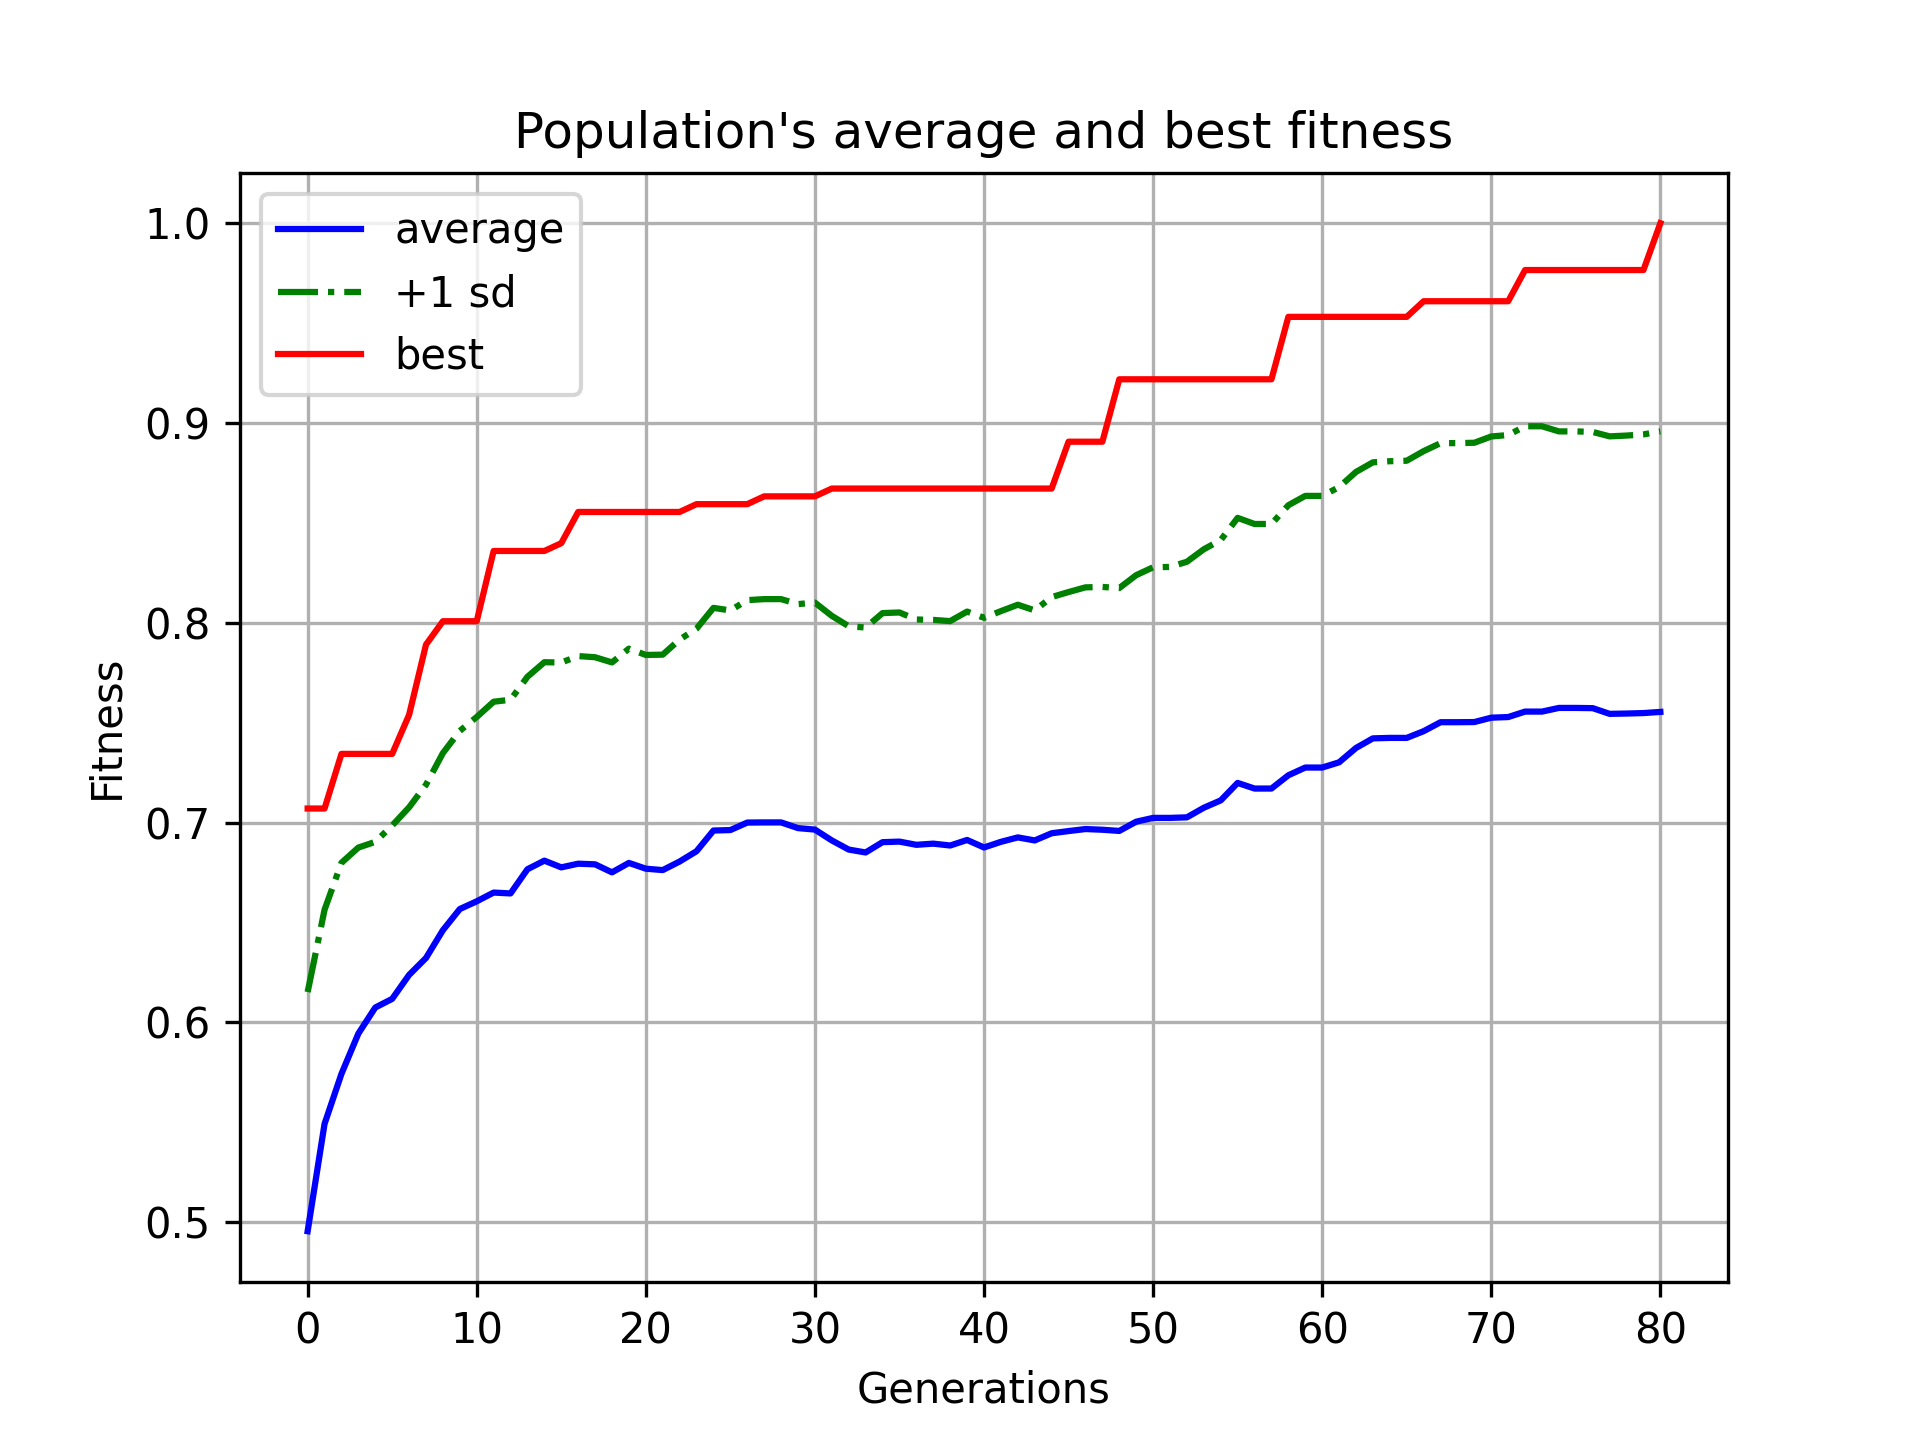 Population's average and best fitness
average
+1 sd
best
1.0
0.9
0.8
0.7
0.6
0.5
Fitness
0 10 20 30 40 50 60 70 80
Generations